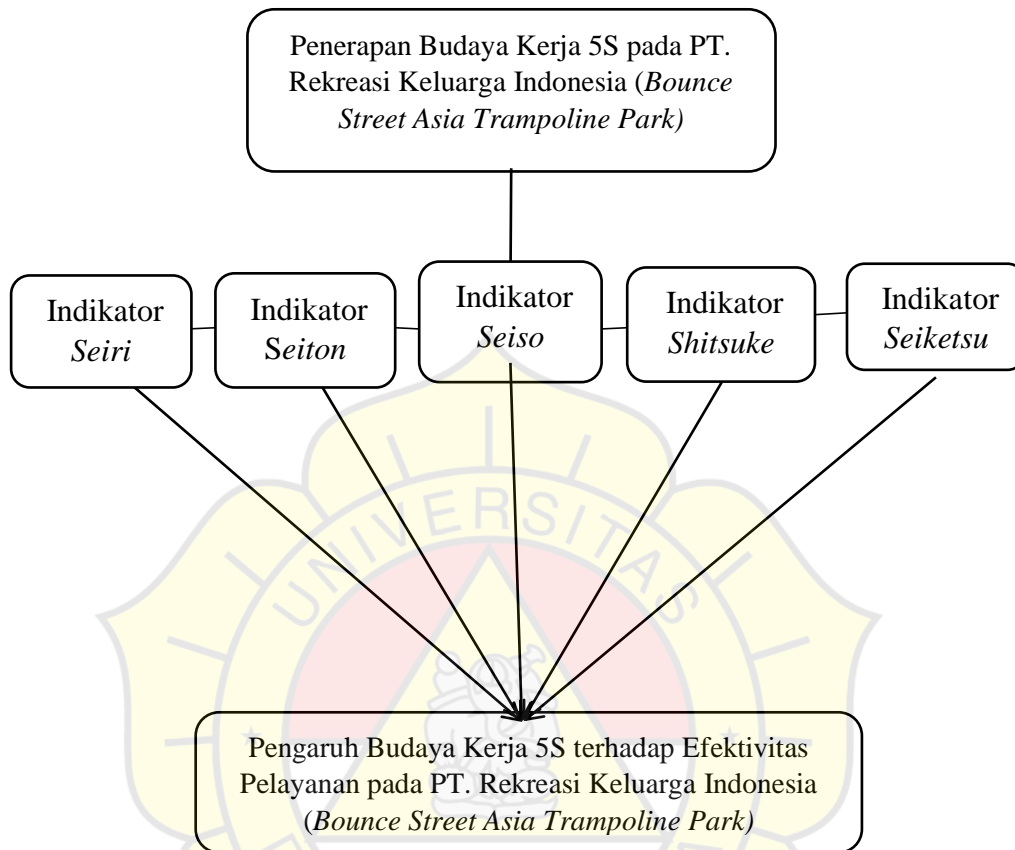 Penerapan Budaya Kerja 5S pada PT.
Rekreasi Keluarga Indonesia (Bounce
Street Asia Trampoline Park)
Indikator
Seiri
Indikator
Seiton
Indikator
Seiso
Indikator
Shitsuke
Indikator
Seiketsu
UNIVERSITAS
Pengaruh Budaya Kerja 5S terhadap Efektivitas
Pelayanan pada PT. Rekreasi Keluarga Indonesia
(Bounce Street Asia Trampoline Park)